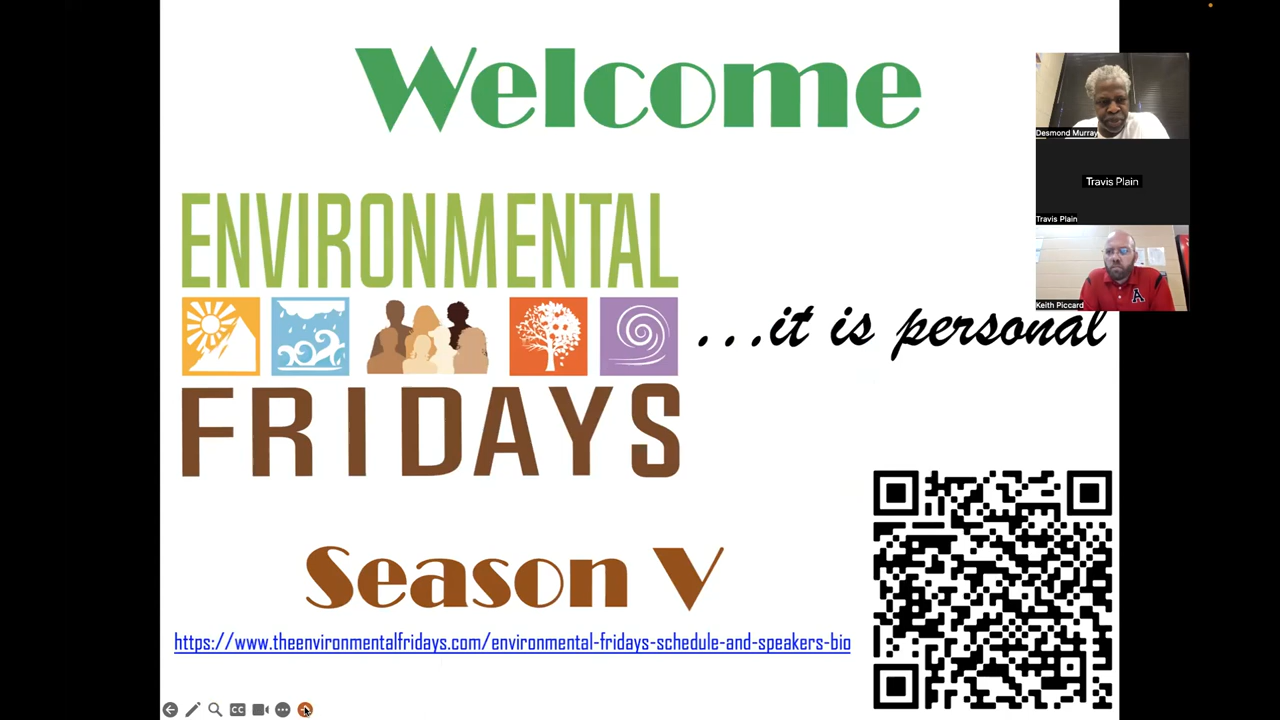 Welcome
ENVIRONMENTAL
FRIDAYS
...it is personal
Season V
https://www.theenvironmentalfridays.com/environmental-fridays-schedule-and-speakers-bio
Desmond Murray
Travis Plain
Travis Plain
Keith Piccard
A
CC